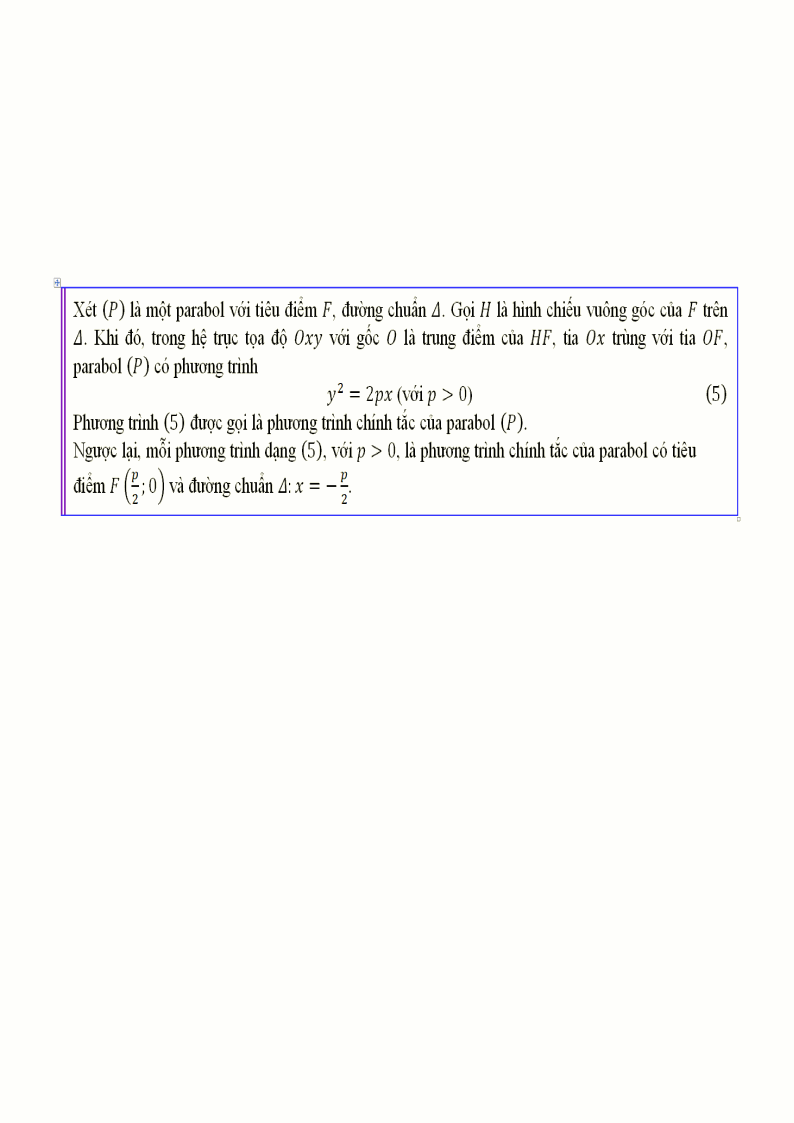 Xét (P) là một parabol với tiêu điểm F, đường chuẩn Δ. Gọi H là hình chiếu vuông góc của F trên
Δ. Khi đó, trong hệ trục tọa độ Oxy với gốc O là trung điểm của HF, tia Ox trùng với tia OF,
parabol (P) có phương trình
y² = 2px (với p > 0) (5)
Phương trình (5) được gọi là phương trình chính tắc của parabol (P).
Ngược lại, mỗi phương trình dạng (5), với p > 0, là phương trình chính tắc của parabol có tiêu
điểm F (p/2; 0) và đường chuẩn Δ: x = −p/2.